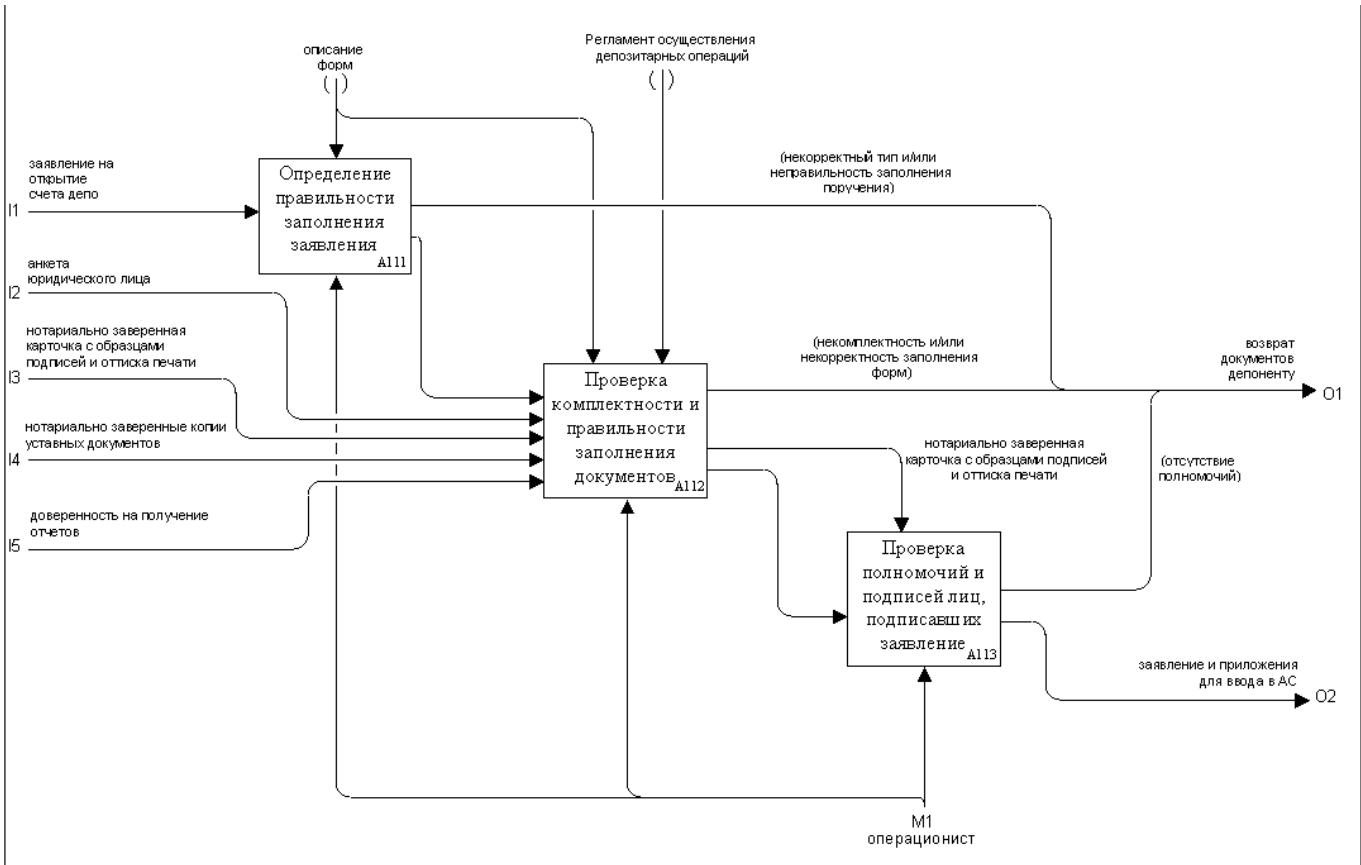 описание
форм
( )
Регламент осуществления
депозитарных операций
( )
заявление на
открытие
счета депо
I1
Определение
правильности
заполнения
заявления
A111
(некорректный тип и/или
неправильность заполнения
поручения)
анкета
юридического лица
I2
нотариально заверенная
карточка с образцами
подписей и оттиска печати
I3
(некомплектность и/или
некорректность заполнения
форм)
возврат
документов
депоненту
O1
Проверка
комплектности и
правильности
заполнения
документов
A112
нотариально заверенные копии
уставных документов
I4
нотариально заверенная
карточка с образцами подписей
и оттиска печати
(отсутствие
полномочий)
доверенность на получение
отчетов
I5
Проверка
полномочий и
подписей лиц,
подписавших
заявление
A113
заявление и приложения
для ввода в АС
O2
M1
операционист